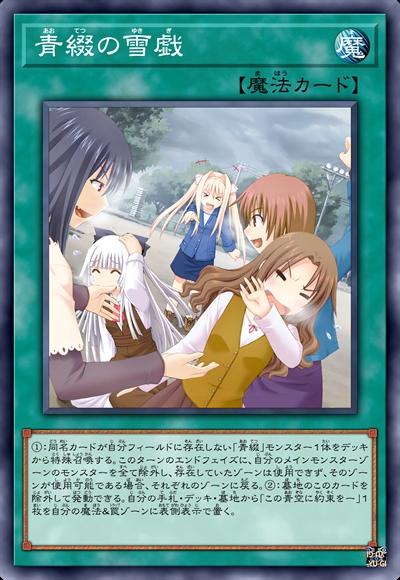 青綴の雪戯
魔
【魔法カード】
①:同名カードが自分フィールドに存在しない「青綴」モンスター1体をデッキ
から特殊召喚する。このターンのエンドフェイズに、自分のメインモンスターゾー
ンのモンスターを全て除外し、存在していたゾーンは使用できず、そのゾーン
が使用可能である場合、それぞれのゾーンに戻る。②:墓地のこのカードを
除外して発動できる。自分の手札・デッキ・墓地から「この青空に約束を―」1
枚を自分の魔法&罠ゾーンに表側表示で置く。